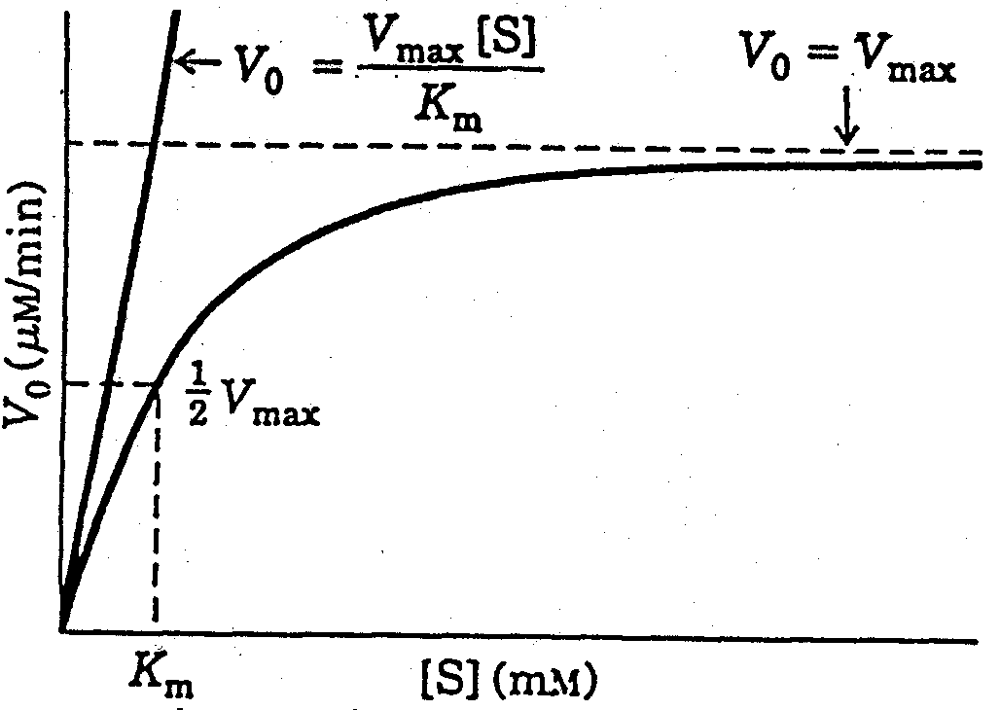 V₀ = Vmax [S] / Km
V₀ = Vmax
V₀ (μM/min)
½ Vmax
Km
[S] (mM)